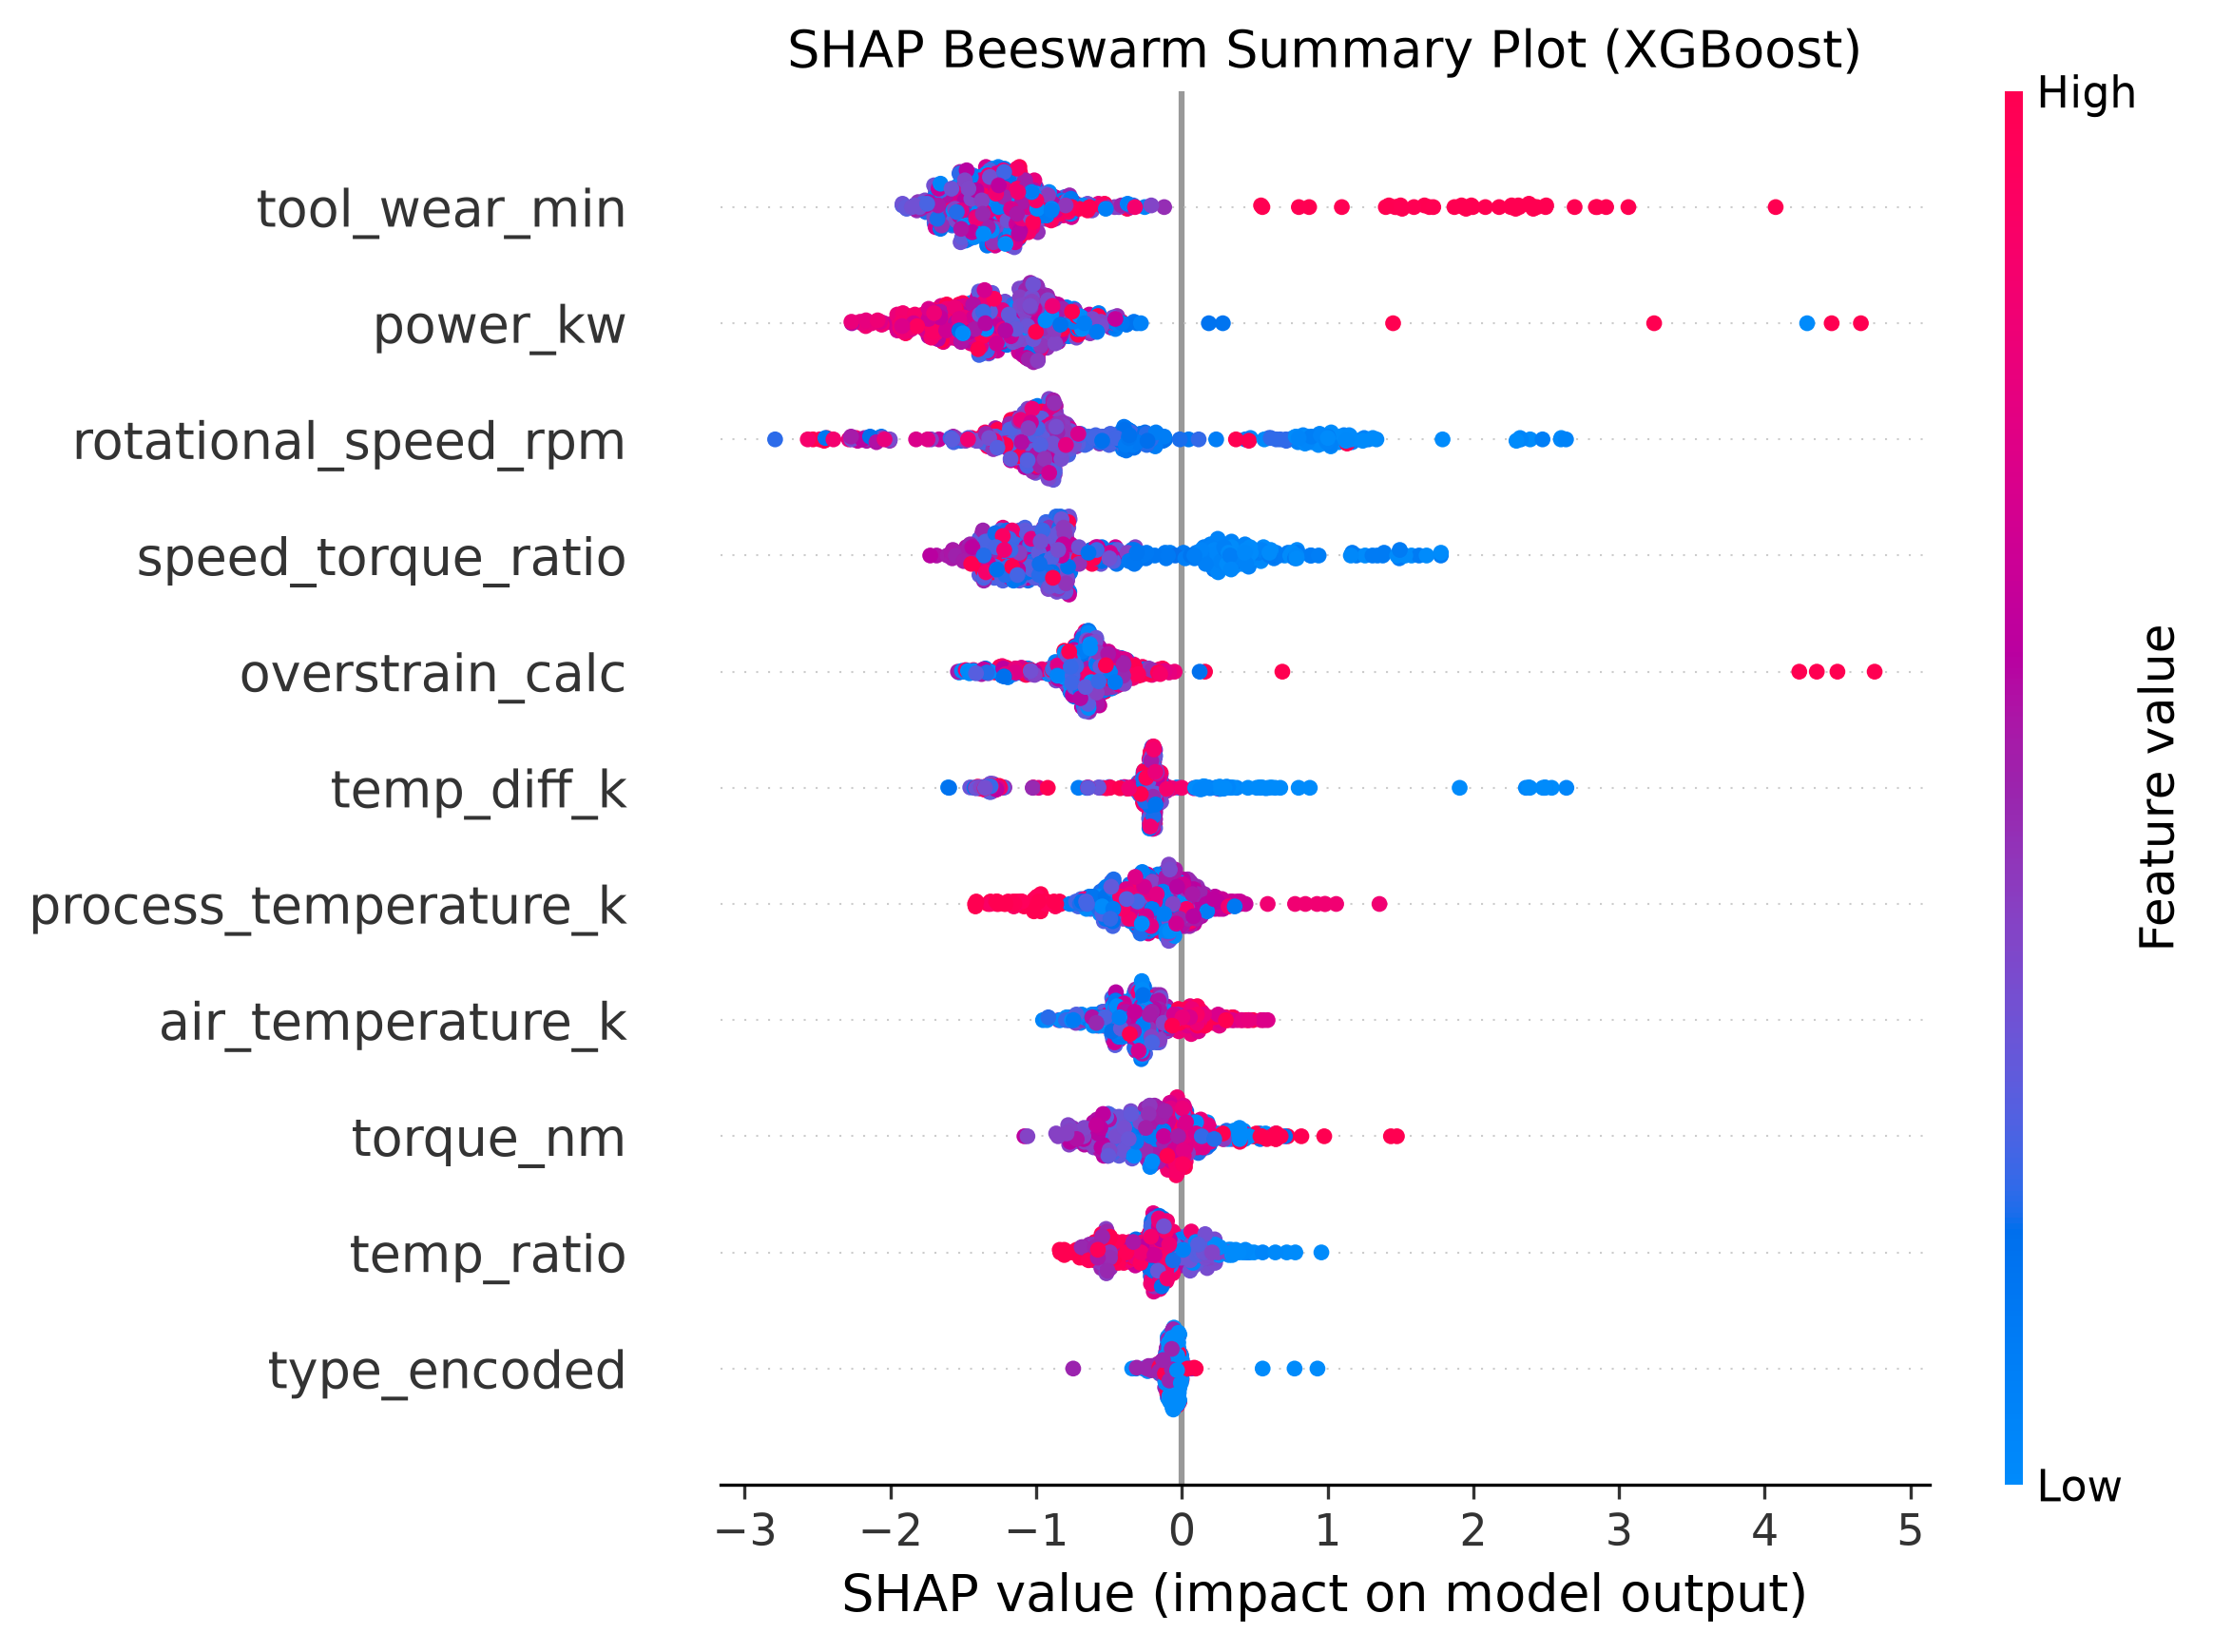 SHAP Beeswarm Summary Plot (XGBoost)
High
tool_wear_min
power_kw
rotational_speed_rpm
speed_torque_ratio
overstrain_calc
temp_diff_k
process_temperature_k
air_temperature_k
torque_nm
temp_ratio
type_encoded
Feature value
Low
−3 −2 −1 0 1 2 3 4 5
SHAP value (impact on model output)